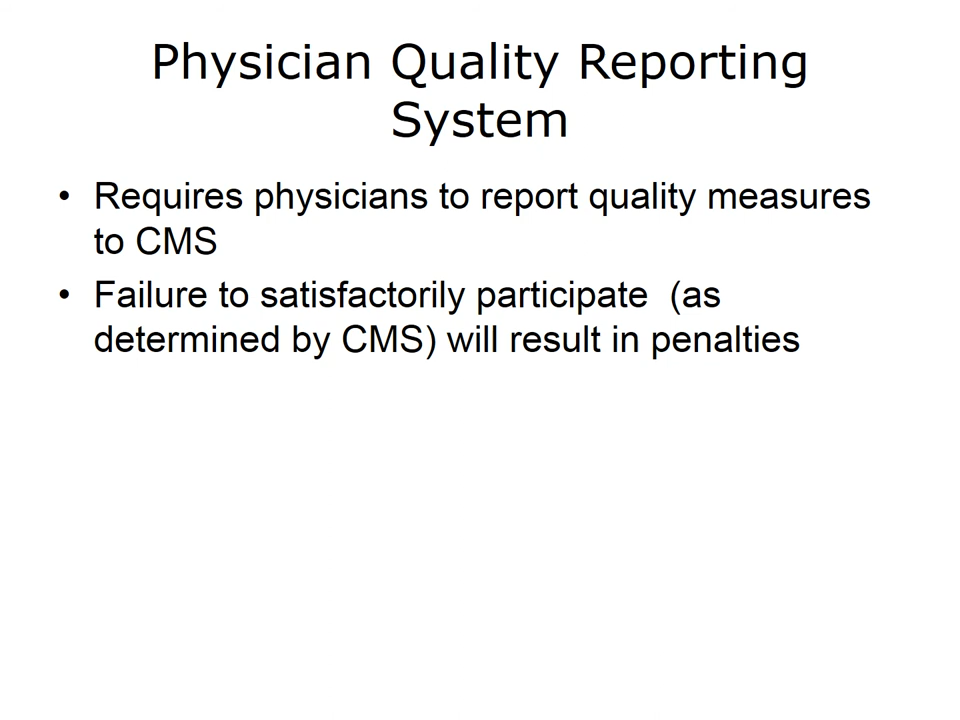 Physician Quality Reporting
System
• Requires physicians to report quality measures
to CMS
• Failure to satisfactorily participate  (as
determined by CMS) will result in penalties